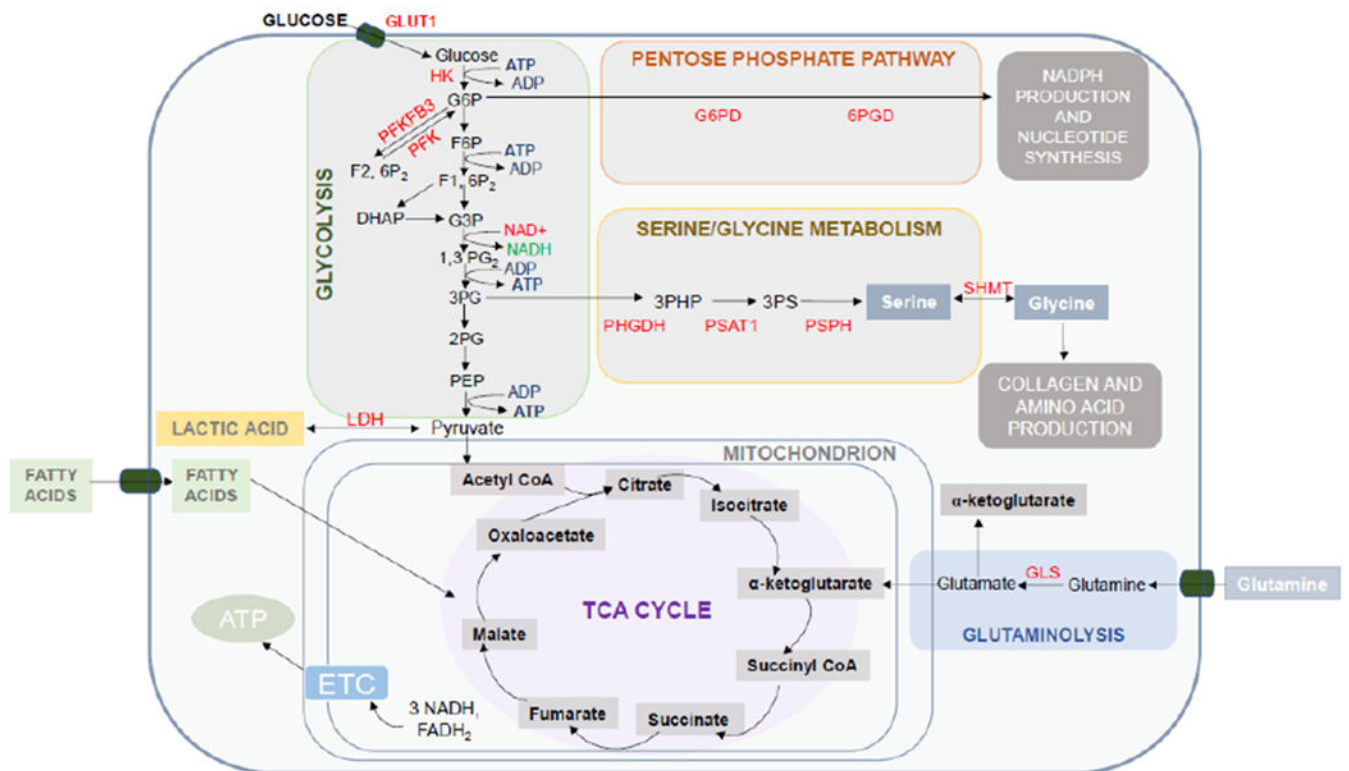 GLUCOSE
GLUT1
GLYCOLYSIS
Glucose
HK
ATP
ADP
G6P
PFKFB3
PFK
F6P
ATP
ADP
F2, 6P₂
F1, 6P₂
DHAP
G3P
NAD+
NADH
1,3 PG₂
ADP
ATP
3PG
2PG
PEP
ADP
ATP
Pyruvate
LDH
LACTIC ACID
PENTOSE PHOSPHATE PATHWAY
G6PD
6PGD
NADPH
PRODUCTION
AND
NUCLEOTIDE
SYNTHESIS
SERINE/GLYCINE METABOLISM
3PHP
3PS
PHGDH
PSAT1
PSPH
Serine
SHMT
Glycine
COLLAGEN AND
AMINO ACID
PRODUCTION
FATTY
ACIDS
FATTY
ACIDS
MITOCHONDRION
Acetyl CoA
Citrate
Isocitrate
Oxaloacetate
α-ketoglutarate
TCA CYCLE
Malate
Succinyl CoA
Fumarate
Succinate
ATP
ETC
3 NADH,
FADH₂
α-ketoglutarate
Glutamate
GLS
Glutamine
Glutamine
GLUTAMINOLYSIS